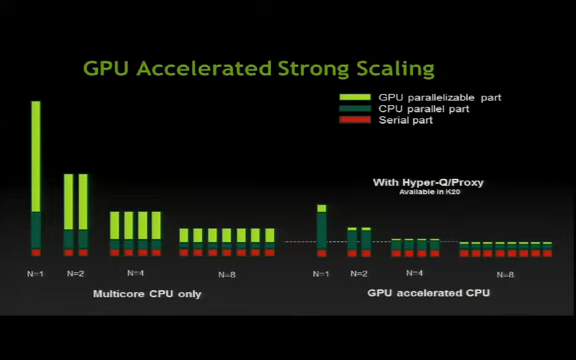 GPU Accelerated Strong Scaling
GPU parallelizable part
CPU parallel part
Serial part
With Hyper-Q/Proxy
Available in K20
N=1
N=2
N=4
N=8
N=1
N=2
N=4
N=8
Multicore CPU only
GPU accelerated CPU